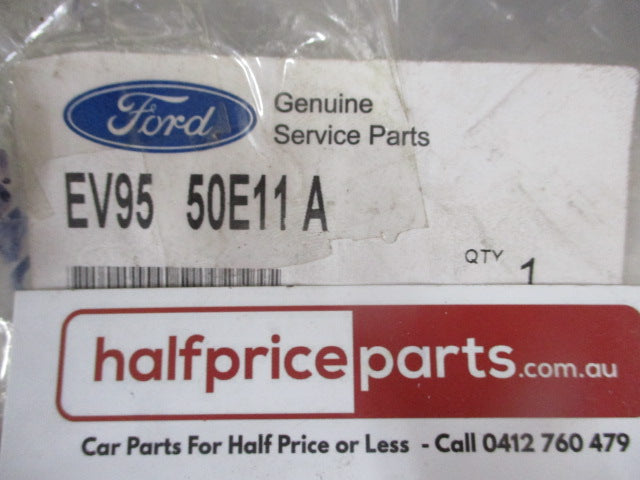 Ford
Genuine
Service Parts
EV95 50E11 A
QTY 1
halfpriceparts.com.au
Car Parts For Half Price or Less - Call 0412 760 479